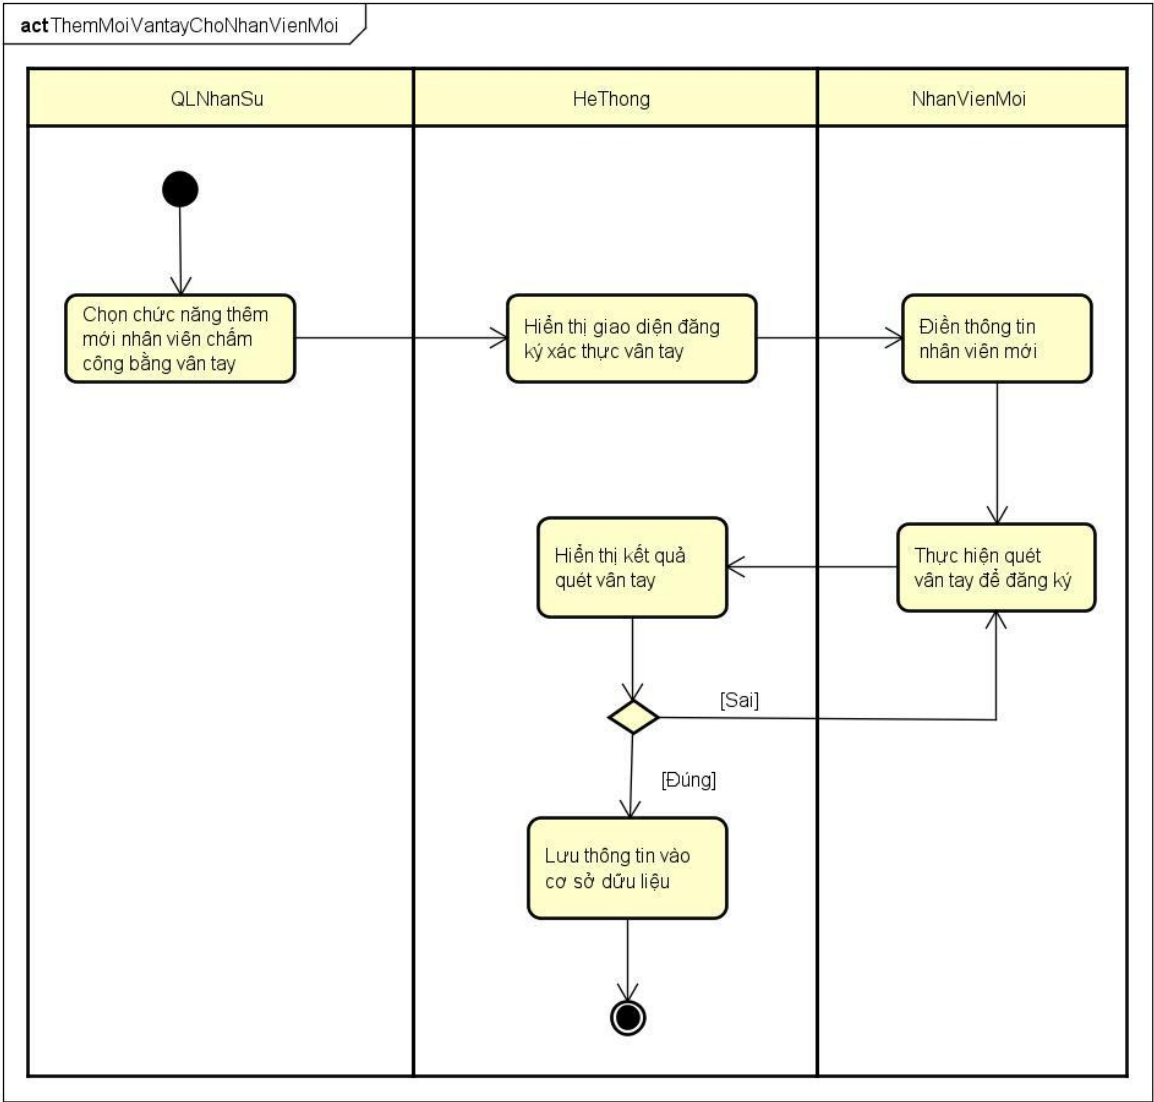 act ThemMoiVantayChoNhanVienMoi
QLNhanSu
HeThong
NhanVienMoi
Chọn chức năng thêm
mới nhân viên chấm
công bằng vân tay
Hiển thị giao diện đăng
ký xác thực vân tay
Điền thông tin
nhân viên mới
Hiển thị kết quả
quét vân tay
Thực hiện quét
vân tay để đăng ký
[Sai]
[Đúng]
Lưu thông tin vào
cơ sở dữu liệu